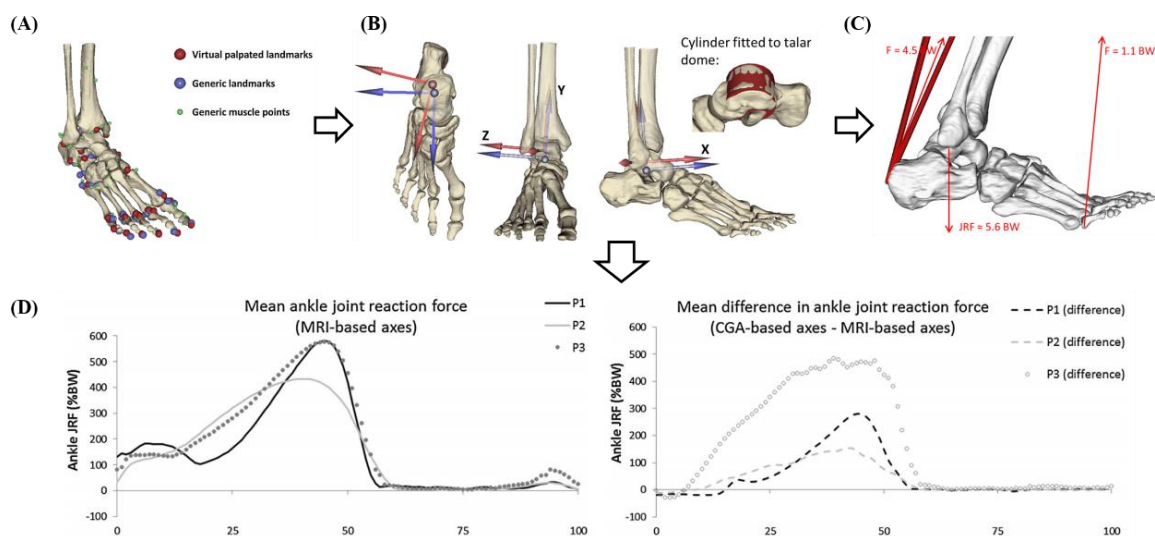 (A)
Virtual palpated landmarks
Generic landmarks
Generic muscle points
(B)
Y
Z
X
Cylinder fitted to talar
dome:
(C)
F = 4.5 BW
F = 1.1 BW
JRF = 5.6 BW
(D)
Mean ankle joint reaction force
(MRI-based axes)
P1
P2
P3
Ankle JRF (%BW)
600
500
400
300
200
100
0
-100
0
25
50
75
100
Mean difference in ankle joint reaction force
(CGA-based axes - MRI-based axes)
P1 (difference)
P2 (difference)
P3 (difference)
Ankle JRF (%BW)
600
500
400
300
200
100
0
-100
0
25
50
75
100